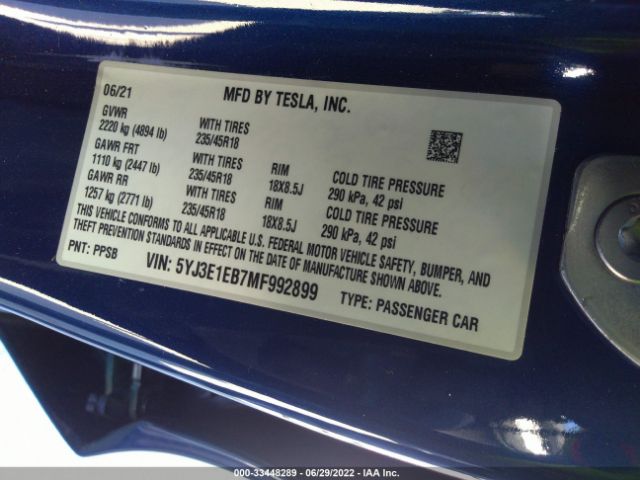 06/21 MFD BY TESLA, INC.
GVWR
2220 kg (4894 lb) WITH TIRES 235/45R18
GAWR FRT
1110 kg (2447 lb) WITH TIRES 235/45R18 RIM 18X8.5J COLD TIRE PRESSURE 290 kPa, 42 psi
GAWR RR
1257 kg (2771 lb) WITH TIRES 235/45R18 RIM 18X8.5J COLD TIRE PRESSURE 290 kPa, 42 psi
THIS VEHICLE CONFORMS TO ALL APPLICABLE U.S. FEDERAL MOTOR VEHICLE SAFETY, BUMPER, AND
THEFT PREVENTION STANDARDS IN EFFECT ON THE DATE OF MANUFACTURE SHOWN ABOVE.
VIN: 5YJ3E1EB7MF992899
PNT: PPSB TYPE: PASSENGER CAR
000-33448289 - 06/29/2022 - IAA Inc.